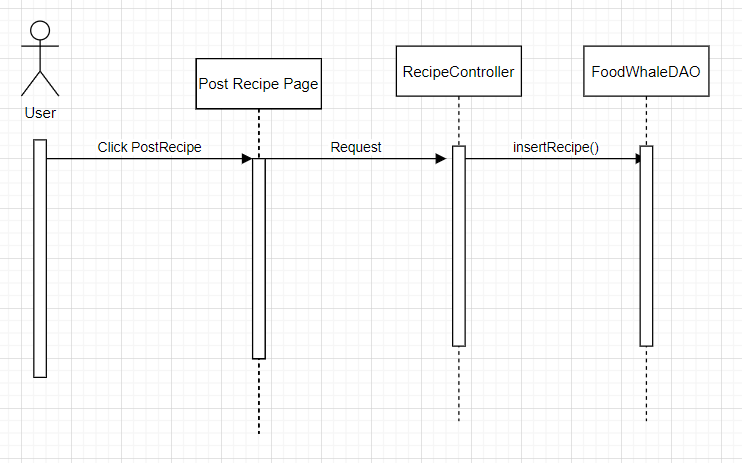 User
Post Recipe Page
RecipeController
FoodWhaleDAO
Click PostRecipe
Request
insertRecipe()